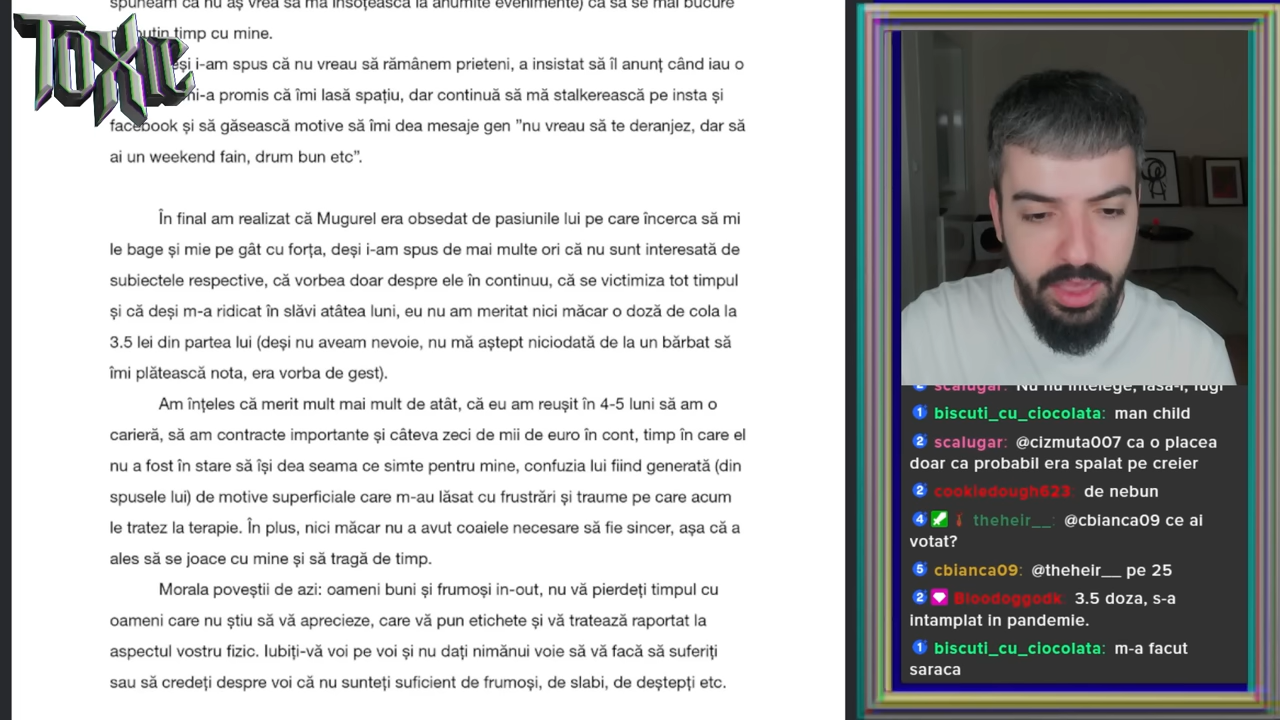 spuneam că nu aș vrea să mă însoțească la anumite evenimente) ca să se mai bucure
puțin timp cu mine.
TOXIC
i-am spus că nu vreau să rămânem prieteni, a insistat să îl anunț când iau o
mi-a promis că îmi lasă spațiu, dar continuă să mă stalkerească pe insta și
facebook și să găsească motive să îmi dea mesaje gen ”nu vreau să te deranjez, dar să
ai un weekend fain, drum bun etc”.
În final am realizat că Mugurel era obsedat de pasiunile lui pe care încerca să mi
le bage și mie pe gât cu forța, deși i-am spus de mai multe ori că nu sunt interesată de
subiectele respective, că vorbea doar despre ele în continuu, că se victimiza tot timpul
și că deși m-a ridicat în slăvi atâtea luni, eu nu am meritat nici măcar o doză de cola la
3.5 lei din partea lui (deși nu aveam nevoie, nu mă aștept niciodată de la un bărbat să
îmi plătească nota, era vorba de gest).
Am înțeles că merit mult mai mult de atât, că eu am reușit în 4-5 luni să am o
carieră, să am contracte importante și câteva zeci de mii de euro în cont, timp în care el
nu a fost în stare să își dea seama ce simte pentru mine, confuzia lui fiind generată (din
spusele lui) de motive superficiale care m-au lăsat cu frustrări și traume pe care acum
le tratez la terapie. În plus, nici măcar nu a avut coaiele necesare să fie sincer, așa că a
ales să se joace cu mine și să tragă de timp.
Morala poveștii de azi: oameni buni și frumoși in-out, nu vă pierdeți timpul cu
oameni care nu știu să vă aprecieze, care vă pun etichete și vă tratează raportat la
aspectul vostru fizic. Iubiți-vă voi pe voi și nu dați nimănui voie să vă facă să suferiți
sau să credeți despre voi că nu sunteți suficient de frumoși, de slabi, de deștepți etc.
scalugar: Nu nu intelege, lasa-l, fugi
1 biscuti_cu_ciocolata: man child
2 scalugar: @cizmuta007 ca o placea
doar ca probabil era spalat pe creier
2 cookiedough623: de nebun
4 theheir__: @cbianca09 ce ai
votat?
5 cbianca09: @theheir__ pe 25
2 Bloodoggodk: 3.5 doza, s-a
intamplat in pandemie.
1 biscuti_cu_ciocolata: m-a facut
saraca